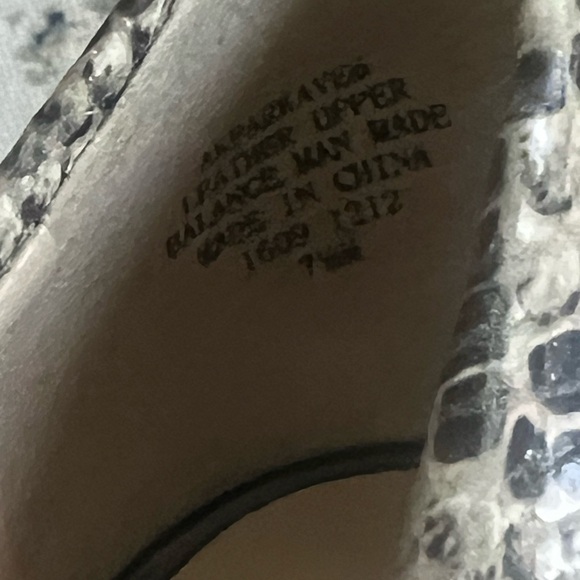 LEATHER UPPER
BALANCE MAN MADE
MADE IN CHINA
1609 1212